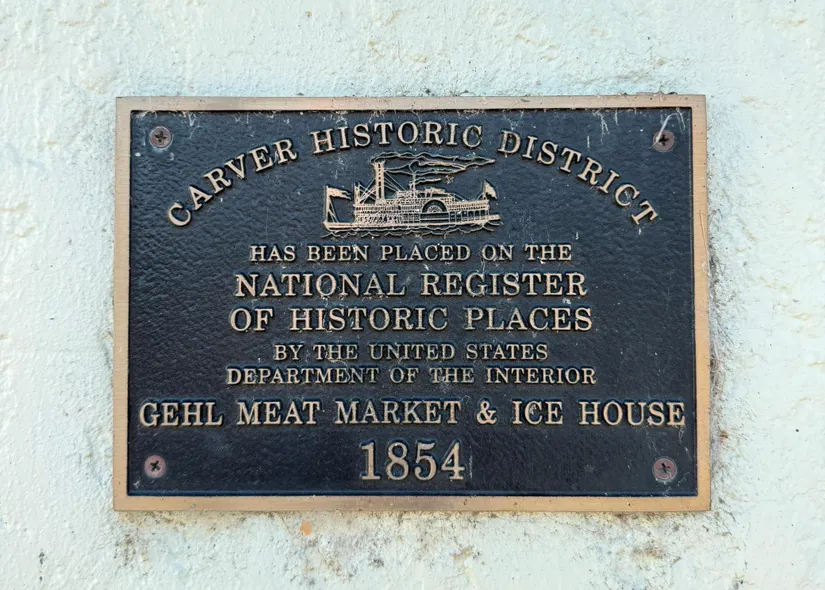 CARVER HISTORIC DISTRICT
HAS BEEN PLACED ON THE
NATIONAL REGISTER
OF HISTORIC PLACES
BY THE UNITED STATES
DEPARTMENT OF THE INTERIOR
GEHL MEAT MARKET & ICE HOUSE
1854